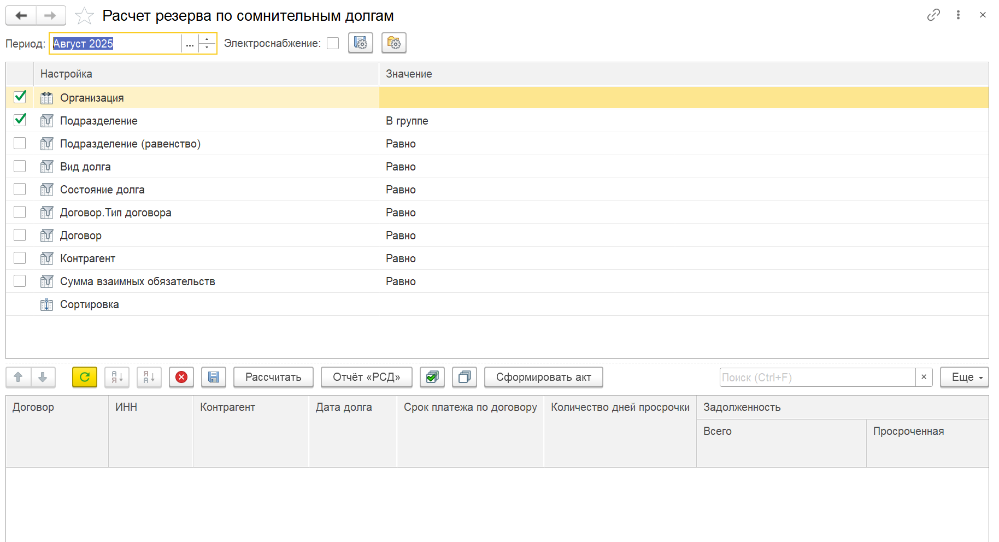 Расчет резерва по сомнительным долгам
Период: Август 2025 ... Электроснабжение:
Настройка Значение
Организация
Подразделение В группе
Подразделение (равенство) Равно
Вид долга Равно
Состояние долга Равно
Договор.Тип договора Равно
Договор Равно
Контрагент Равно
Сумма взаимных обязательств Равно
Сортировка
Рассчитать Отчёт «РСД» Сформировать акт Поиск (Ctrl+F) Еще
Договор ИНН Контрагент Дата долга Срок платежа по договору Количество дней просрочки Задолженность
Всего Просроченная